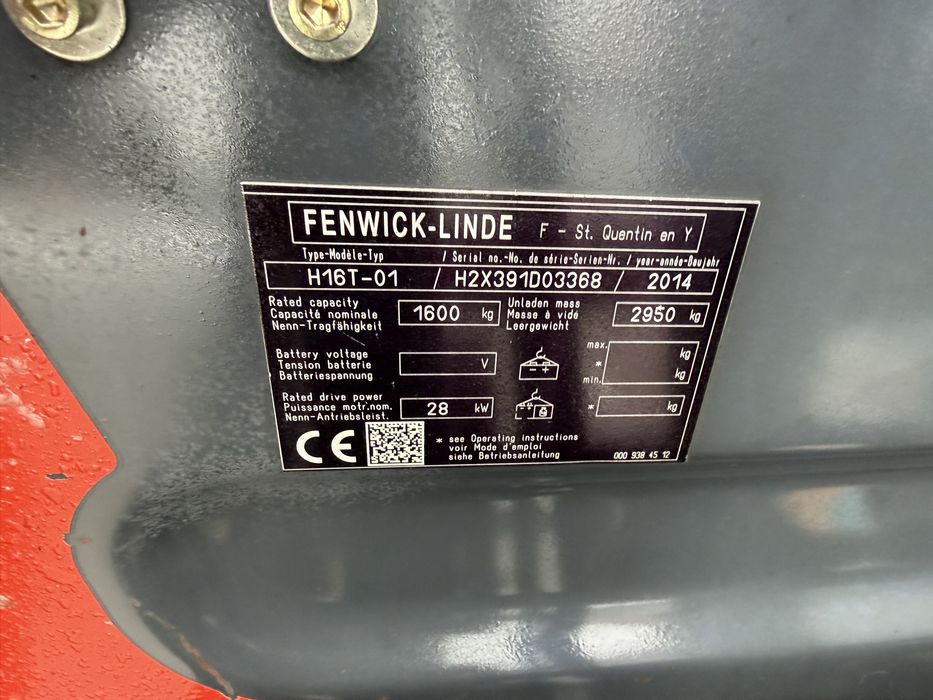 FENWICK-LINDE F - St. Quentin en Y
Type-Modèle-Typ / Serial no.-No. de série-Serien-Nr. / year-année-Baujahr
H16T-01 / H2X391D03368 / 2014
Rated capacity
Capacité nominale
Nenn-Tragfähigkeit
1600 kg
Unladen mass
Masse à vide
Leergewicht
2950 kg
Battery voltage
Tension batterie
Batteriespannung
V
- +
max. kg
*
min. kg
Rated drive power
Puissance motr.nom.
Nenn-Antriebsleist.
28 kW
* kg
CE
* see Operating instructions
voir Mode d'emploi
siehe Betriebsanleitung
000 938 45 12